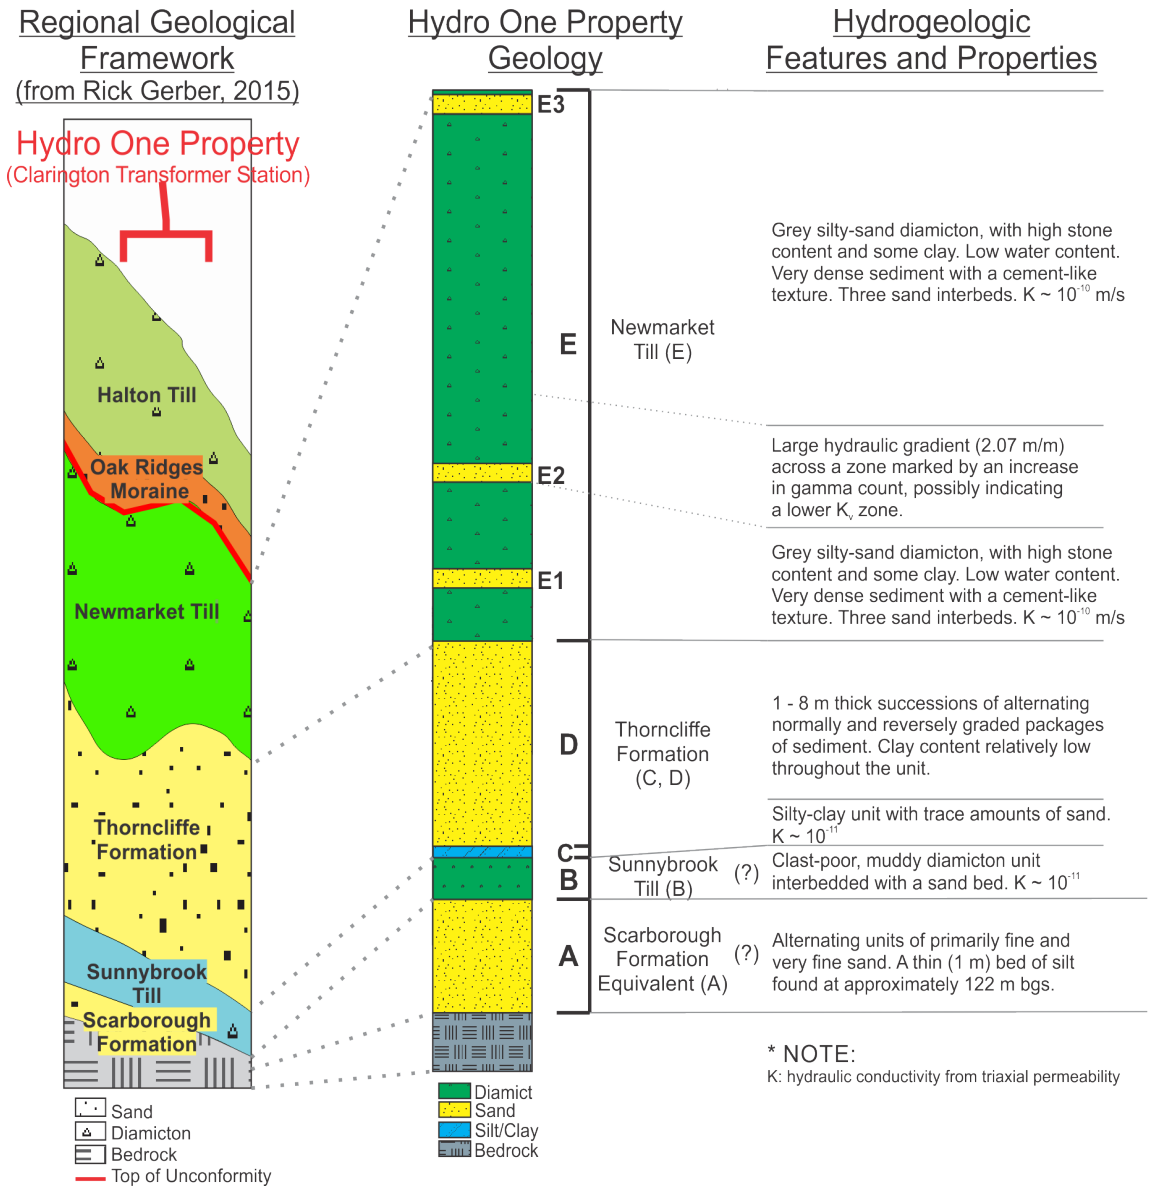 Regional Geological
Framework
(from Rick Gerber, 2015)
Hydro One Property
(Clarington Transformer Station)
Halton Till
Oak Ridges
Moraine
Newmarket Till
Thorncliffe
Formation
Sunnybrook
Till
Scarborough
Formation
Sand
Diamicton
Bedrock
Top of Unconformity
Hydro One Property
Geology
E3
E2
E1
E
D
C
B
A
Diamict
Sand
Silt/Clay
Bedrock
Newmarket
Till (E)
Thorncliffe
Formation
(C, D)
Sunnybrook
Till (B)
(?)
Scarborough
Formation
Equivalent (A)
(?)
Hydrogeologic
Features and Properties
Grey silty-sand diamicton, with high stone
content and some clay. Low water content.
Very dense sediment with a cement-like
texture. Three sand interbeds. K ~ 10⁻¹⁰ m/s
Large hydraulic gradient (2.07 m/m)
across a zone marked by an increase
in gamma count, possibly indicating
a lower Kᵥ zone.
Grey silty-sand diamicton, with high stone
content and some clay. Low water content.
Very dense sediment with a cement-like
texture. Three sand interbeds. K ~ 10⁻¹⁰ m/s
1 - 8 m thick successions of alternating
normally and reversely graded packages
of sediment. Clay content relatively low
throughout the unit.
Silty-clay unit with trace amounts of sand.
K ~ 10⁻¹¹
Clast-poor, muddy diamicton unit
interbedded with a sand bed. K ~ 10⁻¹¹
Alternating units of primarily fine and
very fine sand. A thin (1 m) bed of silt
found at approximately 122 m bgs.
* NOTE:
K: hydraulic conductivity from triaxial permeability